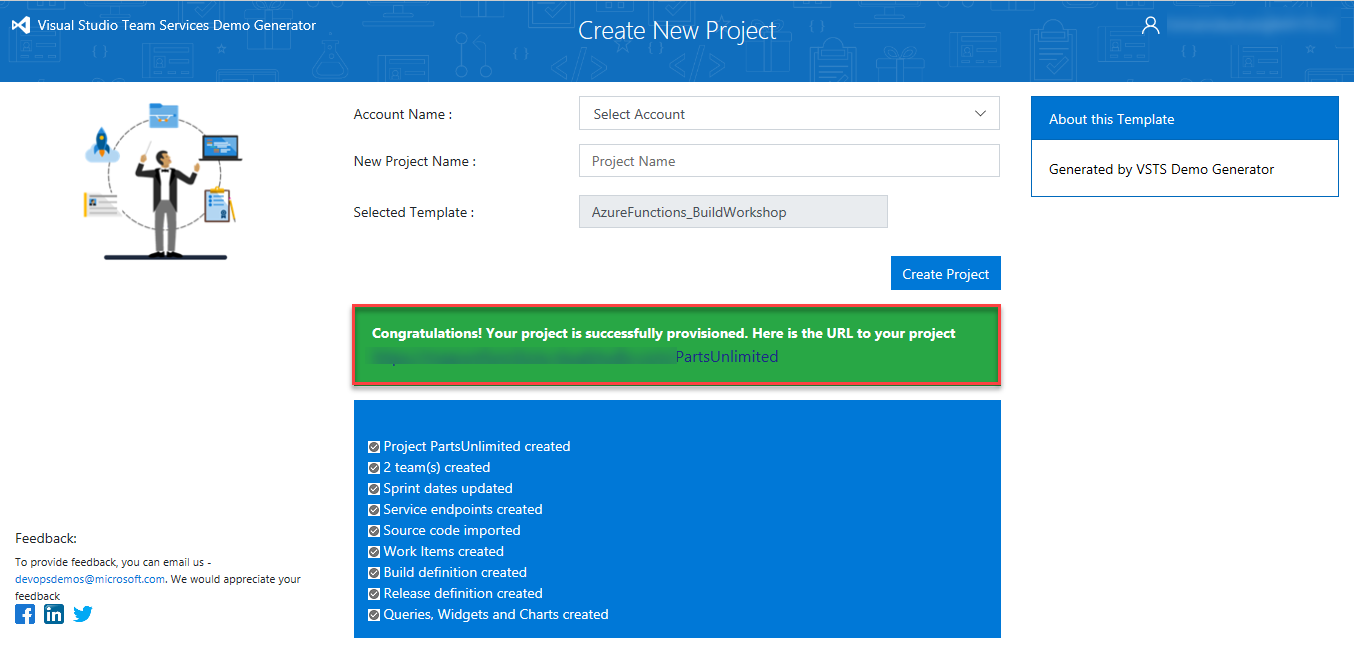 Visual Studio Team Services Demo Generator
Create New Project
Account Name :
Select Account
New Project Name :
Project Name
Selected Template :
AzureFunctions_BuildWorkshop
Create Project
About this Template
Generated by VSTS Demo Generator
Congratulations! Your project is successfully provisioned. Here is the URL to your project
PartsUnlimited
Project PartsUnlimited created
2 team(s) created
Sprint dates updated
Service endpoints created
Source code imported
Work Items created
Build definition created
Release definition created
Queries, Widgets and Charts created
Feedback:
To provide feedback, you can email us -
devopsdemos@microsoft.com. We would appreciate your
feedback